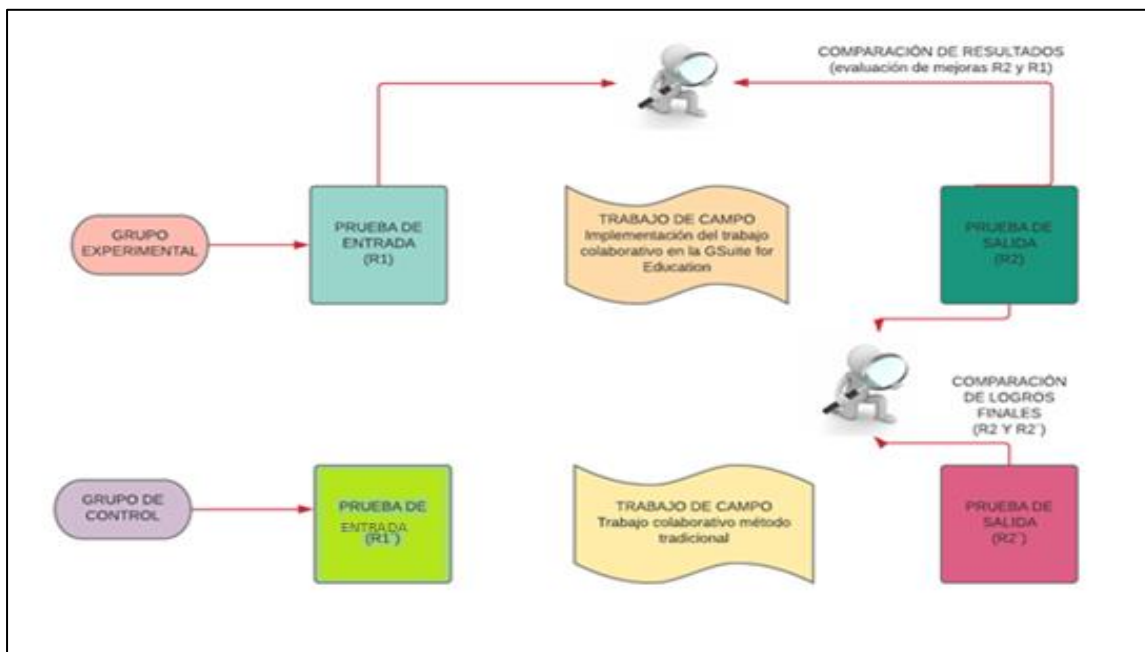 COMPARACIÓN DE RESULTADOS
(evaluación de mejoras R2 y R1)
GRUPO
EXPERIMENTAL
PRUEBA DE
ENTRADA
(R1)
TRABAJO DE CAMPO
Implementación del trabajo
colaborativo en la GSuite for
Education
PRUEBA DE
SALIDA
(R2)
COMPARACIÓN
DE LOGROS
FINALES
(R2 Y R2´)
GRUPO DE
CONTROL
PRUEBA DE
ENTRADA
(R1´)
TRABAJO DE CAMPO
Trabajo colaborativo método
tradicional
PRUEBA DE
SALIDA
(R2´)